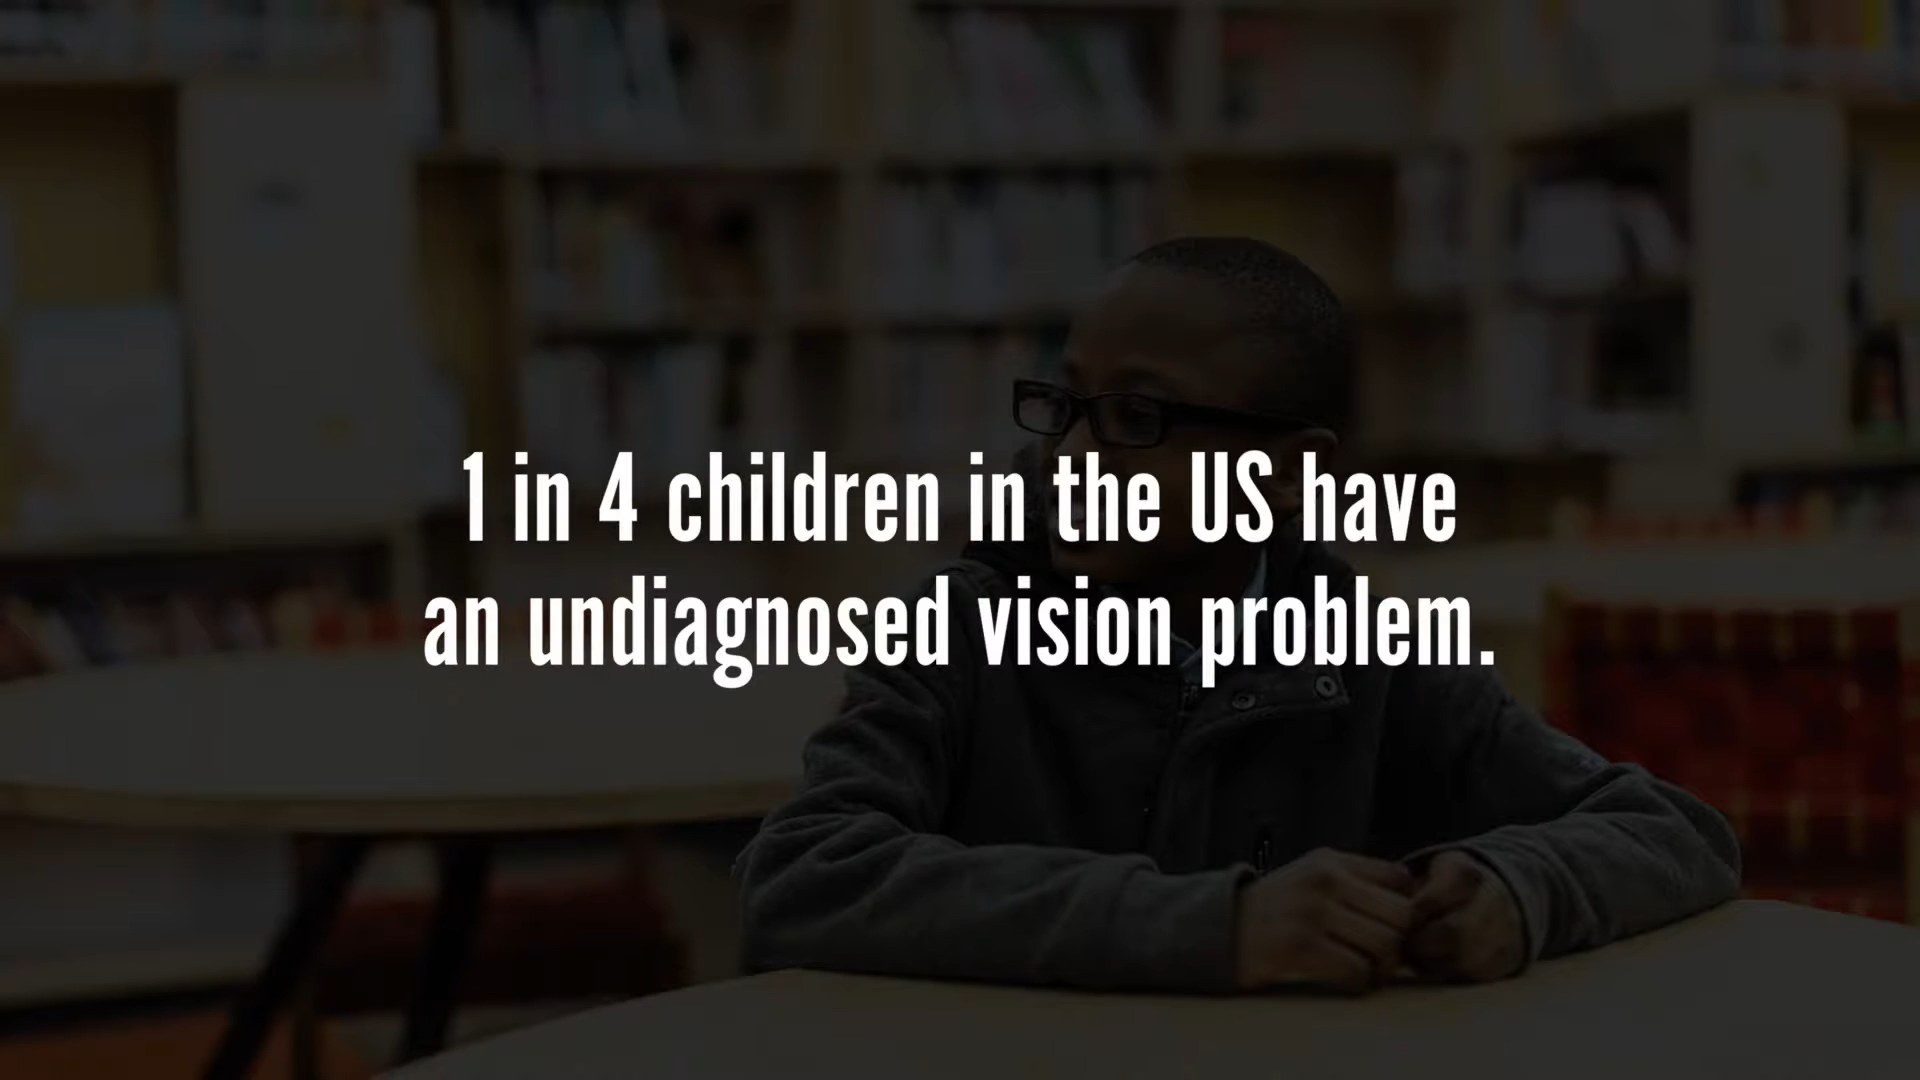 1 in 4 children in the US have
an undiagnosed vision problem.